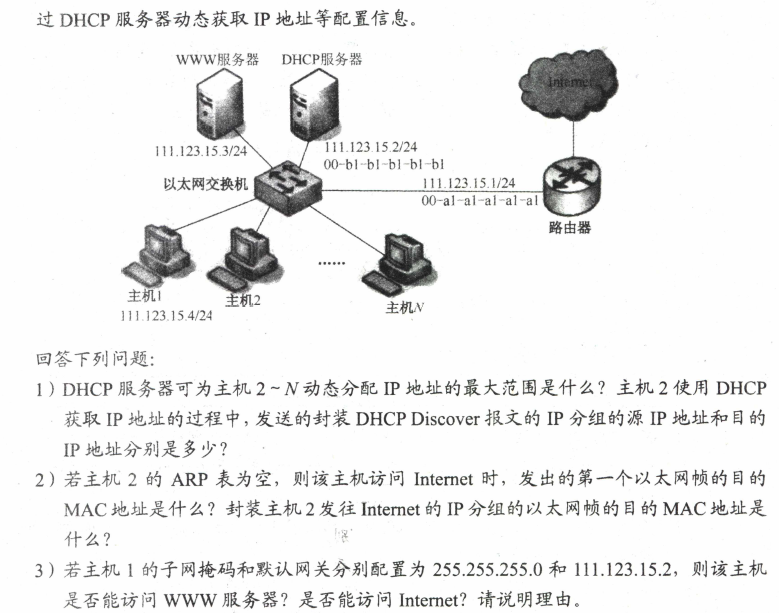 过 DHCP 服务器动态获取 IP 地址等配置信息。
WWW服务器
DHCP服务器
Internet
111.123.15.3/24
111.123.15.2/24
00-b1-b1-b1-b1-b1
以太网交换机
111.123.15.1/24
00-a1-a1-a1-a1-a1
路由器
主机1
111.123.15.4/24
主机2
......
主机N
回答下列问题:
1) DHCP 服务器可为主机 2 ~ N 动态分配 IP 地址的最大范围是什么? 主机 2 使用 DHCP
获取 IP 地址的过程中, 发送的封装 DHCP Discover 报文的 IP 分组的源 IP 地址和目的
IP 地址分别是多少?
2) 若主机 2 的 ARP 表为空, 则该主机访问 Internet 时, 发出的第一个以太网帧的目的
MAC 地址是什么? 封装主机 2 发往 Internet 的 IP 分组的以太网帧的目的 MAC 地址是
什么?
3) 若主机 1 的子网掩码和默认网关分别配置为 255.255.255.0 和 111.123.15.2, 则该主机
是否能访问 WWW 服务器? 是否能访问 Internet? 请说明理由。